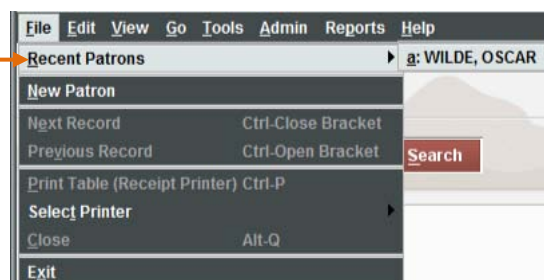 File Edit View Go Tools Admin Reports Help
Recent Patrons a: WILDE, OSCAR
New Patron
Next Record Ctrl-Close Bracket
Previous Record Ctrl-Open Bracket
Search
Print Table (Receipt Printer) Ctrl-P
Select Printer
Close Alt-Q
Exit